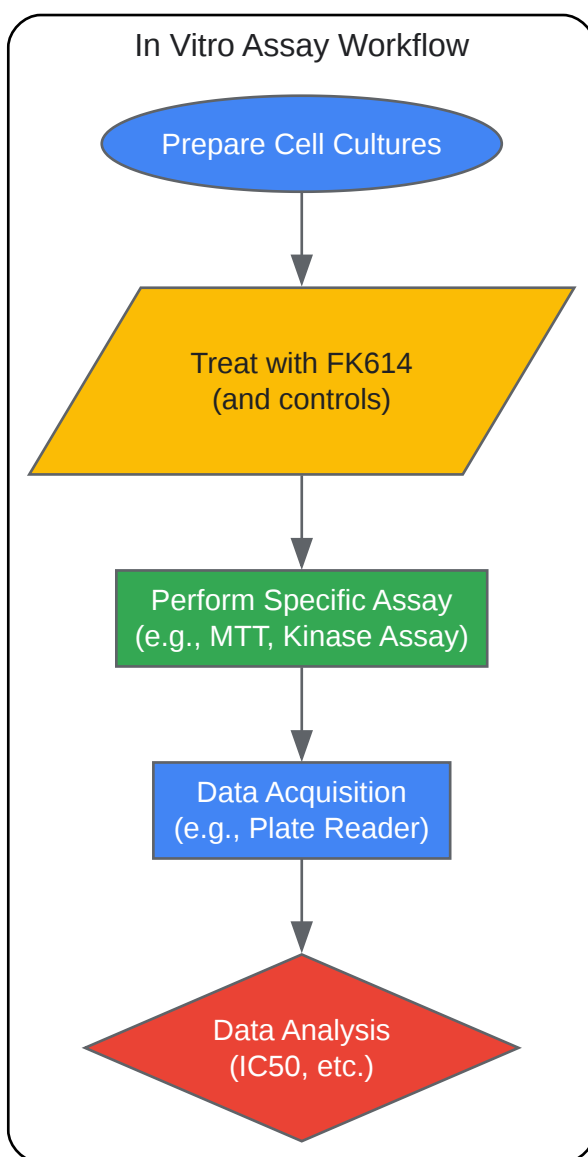 In Vitro Assay Workflow
Prepare Cell Cultures
Treat with FK614
(and controls)
Perform Specific Assay
(e.g., MTT, Kinase Assay)
Data Acquisition
(e.g., Plate Reader)
Data Analysis
(IC50, etc.)